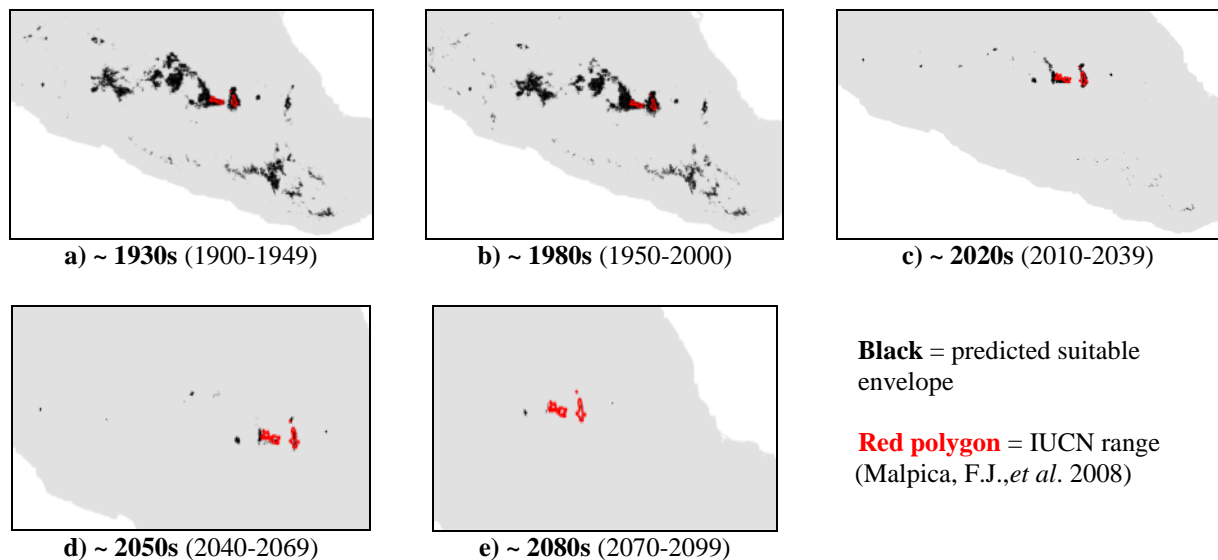 a) ~ 1930s (1900-1949)
b) ~ 1980s (1950-2000)
c) ~ 2020s (2010-2039)
d) ~ 2050s (2040-2069)
e) ~ 2080s (2070-2099)
Black = predicted suitable
envelope
Red polygon = IUCN range
(Malpica, F.J.,et al. 2008)